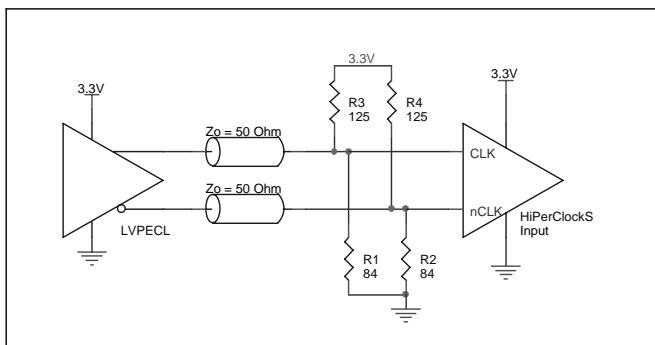 3.3V
3.3V
3.3V
R3
125
R4
125
Zo = 50 Ohm
CLK
Zo = 50 Ohm
nCLK
HiPerClockS
Input
LVPECL
R1
84
R2
84